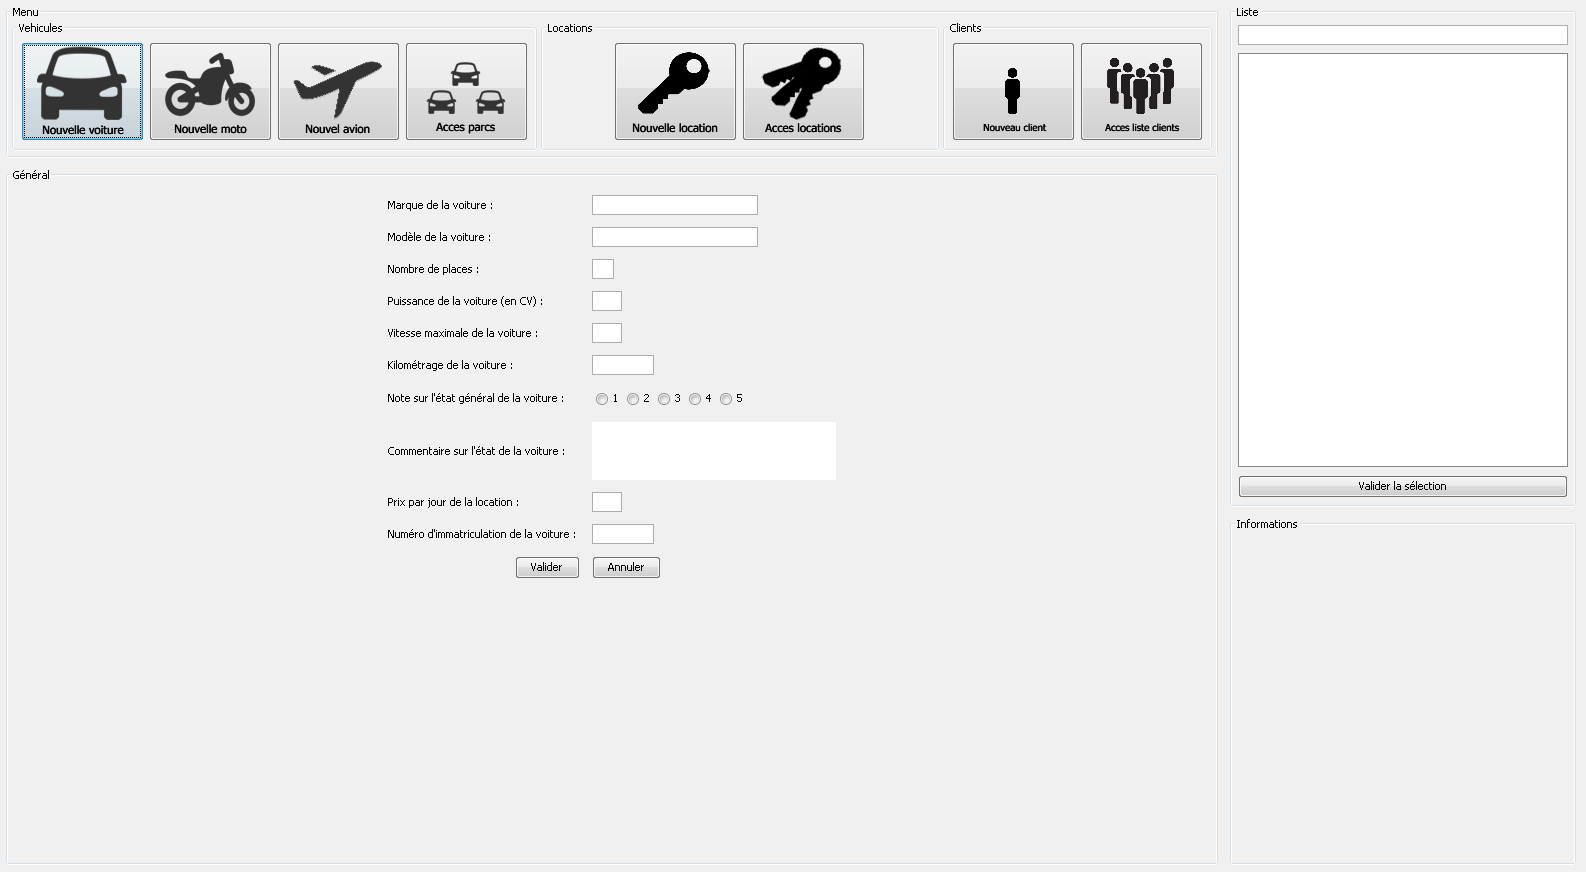 Menu
Vehicules
Nouvelle voiture
Nouvelle moto
Nouvel avion
Acces parcs
Locations
Nouvelle location
Acces locations
Clients
Nouveau client
Acces liste clients
Général
Marque de la voiture :
Modèle de la voiture :
Nombre de places :
Puissance de la voiture (en CV) :
Vitesse maximale de la voiture :
Kilométrage de la voiture :
Note sur l'état général de la voiture : 1 2 3 4 5
Commentaire sur l'état de la voiture :
Prix par jour de la location :
Numéro d'immatriculation de la voiture :
Valider Annuler
Liste
Valider la sélection
Informations